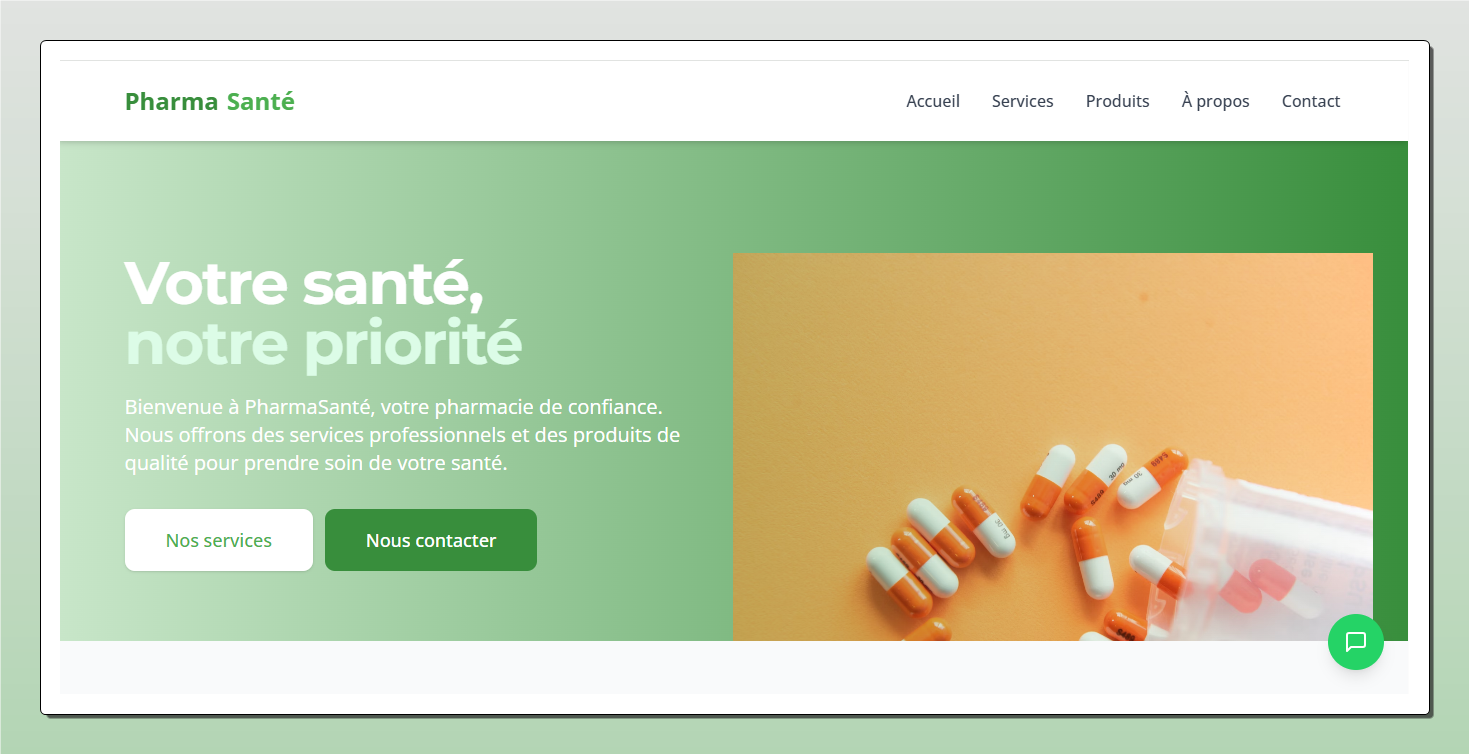 Pharma Santé
Accueil Services Produits À propos Contact
Votre santé,
notre priorité
Bienvenue à PharmaSanté, votre pharmacie de confiance.
Nous offrons des services professionnels et des produits de
qualité pour prendre soin de votre santé.
Nos services Nous contacter